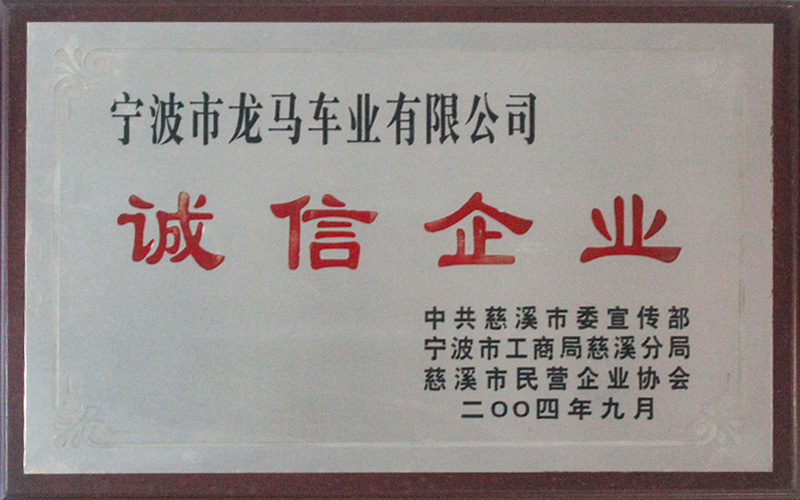 宁波市龙马车业有限公司
诚信企业
中共慈溪市委宣传部
宁波市工商局慈溪分局
慈溪市民营企业协会
二〇〇四年九月